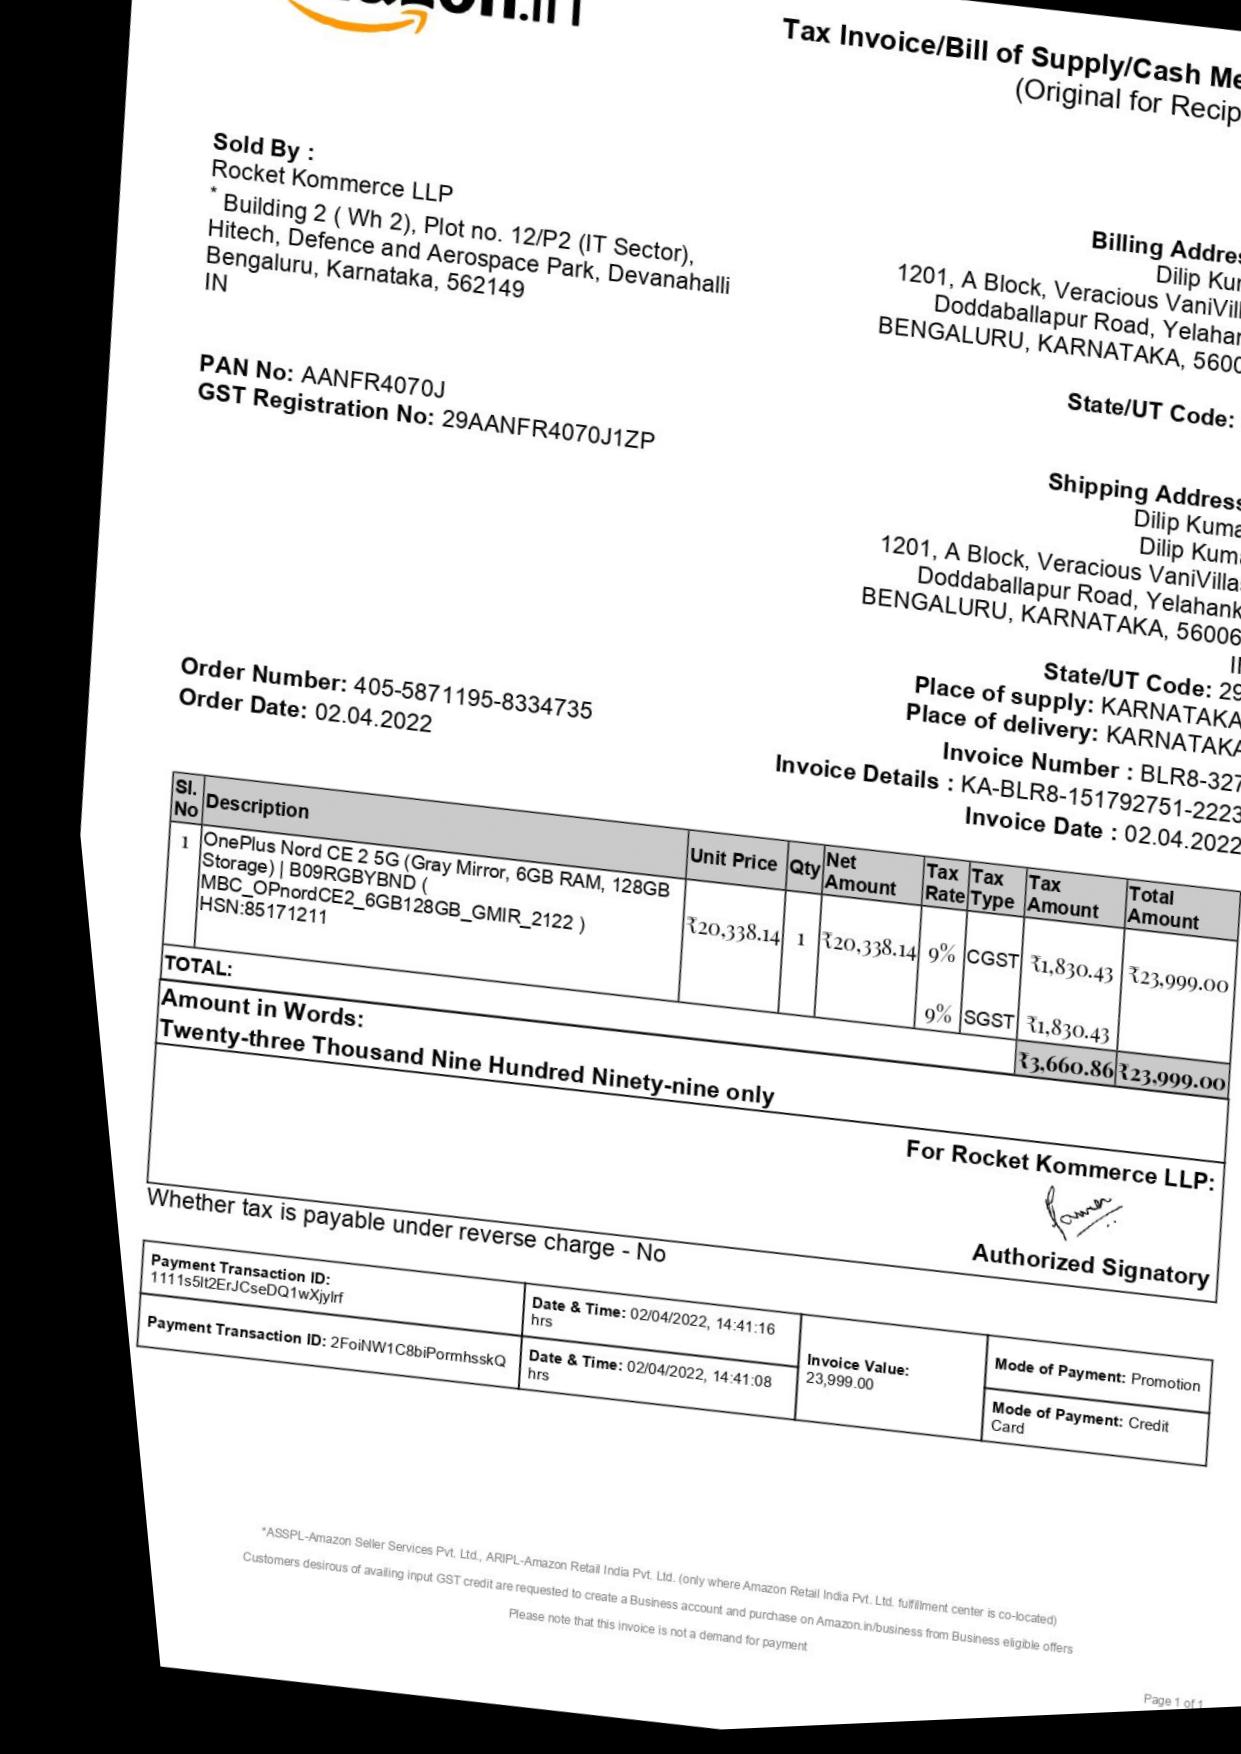 Tax Invoice/Bill of Supply/Cash
(Original for
Sold By :
Rocket Kommerce LLP
* Building 2 ( Wh 2), Plot no. 12/P2 (IT Sector),
Hitech, Defence and Aerospace Park, Devanahalli
Bengaluru, Karnataka, 562149
IN
PAN No: AANFR4070J
GST Registration No: 29AANFR4070J1ZP
Billing
Dilip
1201, A Block, Veracious
Doddaballapur Road,
BENGALURU, KARNATAKA,
State/UT Code:
Shipping Address
Dilip
Dilip
1201, A Block, Veracious
Doddaballapur Road,
BENGALURU, KARNATAKA,
State/UT Code: 29
Place of supply: KARNATAKA
Place of delivery: KARNATAKA
Order Number: 405-5871195-8334735
Order Date: 02.04.2022
Invoice Number :
Invoice Details : KA-BLR8-151792751-2223
Invoice Date : 02.04.2022
Sl. No Description Unit Price Qty Net Amount Tax Rate Tax Type Tax Amount Total Amount
1 OnePlus Nord CE 2 5G (Gray Mirror, 6GB RAM, 128GB
Storage) | B09RGBYBND (
MBC_OPnordCE2_6GB128GB_GMIR_2122 )
HSN:85171211
₹20,338.14 1 ₹20,338.14 9% CGST ₹1,830.43 ₹23,999.00
9% SGST ₹1,830.43
TOTAL: ₹3,660.86 ₹23,999.00
Amount in Words:
Twenty-three Thousand Nine Hundred Ninety-nine only
For Rocket Kommerce LLP:
Authorized Signatory
Whether tax is payable under reverse charge - No
Payment Transaction ID:
1111s5lt2ErJCseDQ1wXjylrf
Date & Time: 02/04/2022, 14:41:16
hrs
Invoice Value:
23,999.00
Mode of Payment: Promotion
Payment Transaction ID: 2FoiNW1C8biPormhsskQ
Date & Time: 02/04/2022, 14:41:08
hrs
Mode of Payment: Credit
Card
*ASSPL-Amazon Seller Services Pvt. Ltd., ARIPL-Amazon Retail India Pvt. Ltd. (only where Amazon Retail India Pvt. Ltd. fulfillment center is co-located)
Customers desirous of availing input GST credit are requested to create a Business account and purchase on Amazon.in/business from Business eligible offers
Please note that this invoice is not a demand for payment
Page 1 of 1